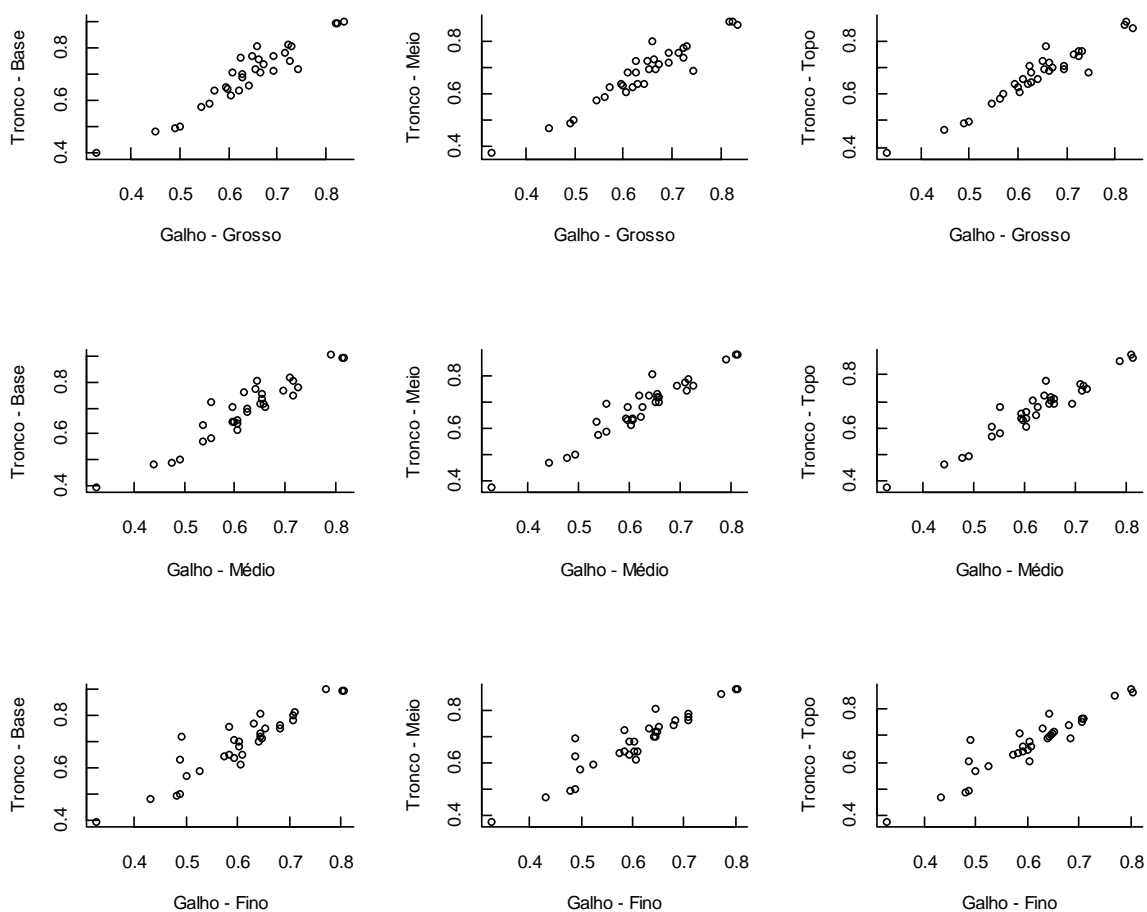 Tronco - Base
0.4 0.6 0.8
0.4 0.5 0.6 0.7 0.8
Galho - Grosso
Tronco - Meio
0.4 0.6 0.8
0.4 0.5 0.6 0.7 0.8
Galho - Grosso
Tronco - Topo
0.4 0.6 0.8
0.4 0.5 0.6 0.7 0.8
Galho - Grosso
Tronco - Base
0.4 0.6 0.8
0.4 0.5 0.6 0.7 0.8
Galho - Médio
Tronco - Meio
0.4 0.6 0.8
0.4 0.5 0.6 0.7 0.8
Galho - Médio
Tronco - Topo
0.4 0.6 0.8
0.4 0.5 0.6 0.7 0.8
Galho - Médio
Tronco - Base
0.4 0.6 0.8
0.4 0.5 0.6 0.7 0.8
Galho - Fino
Tronco - Meio
0.4 0.6 0.8
0.4 0.5 0.6 0.7 0.8
Galho - Fino
Tronco - Topo
0.4 0.6 0.8
0.4 0.5 0.6 0.7 0.8
Galho - Fino